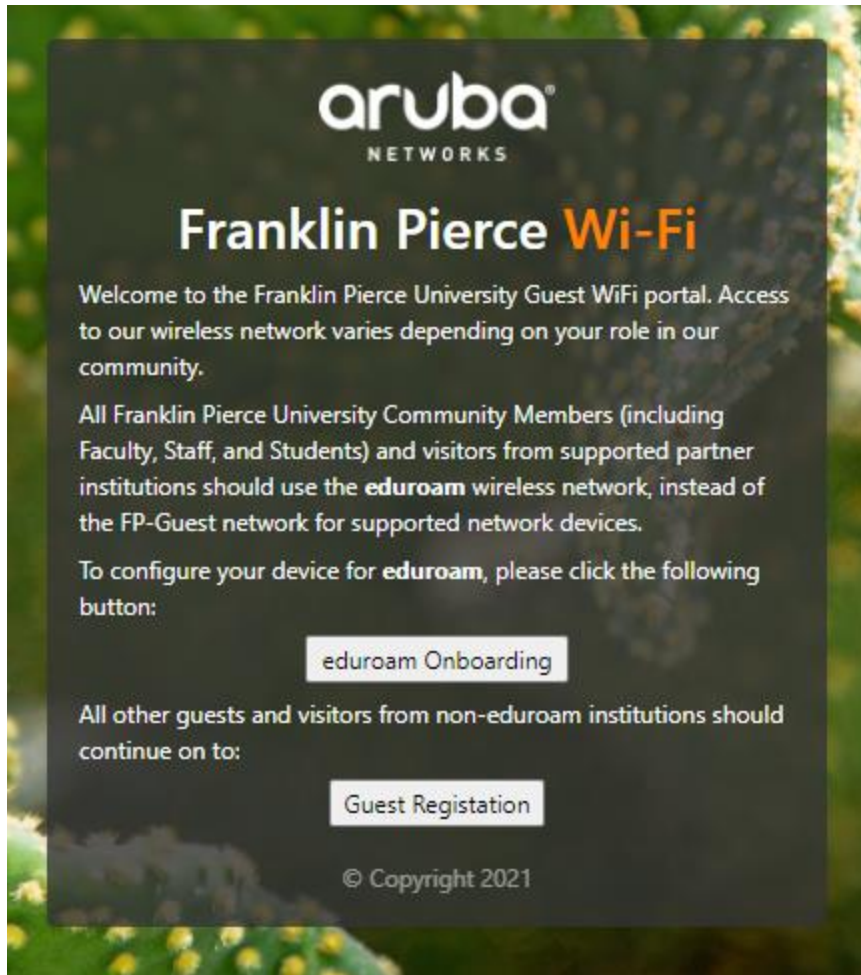 aruba®
NETWORKS
Franklin Pierce Wi-Fi
Welcome to the Franklin Pierce University Guest WiFi portal. Access
to our wireless network varies depending on your role in our
community.
All Franklin Pierce University Community Members (including
Faculty, Staff, and Students) and visitors from supported partner
institutions should use the eduroam wireless network, instead of
the FP-Guest network for supported network devices.
To configure your device for eduroam, please click the following
button:
eduroam Onboarding
All other guests and visitors from non-eduroam institutions should
continue on to:
Guest Registation
© Copyright 2021